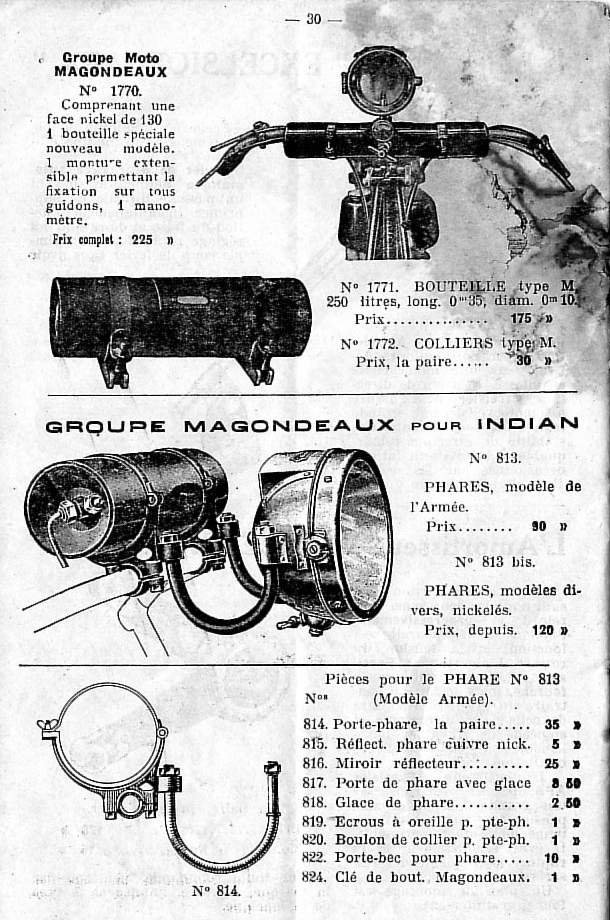 — 30 —
Groupe Moto
MAGONDEAUX
N° 1770.
Comprenant une
face nickel de 130
1 bouteille spéciale
nouveau modèle.
1 monture exten-
sible permettant la
fixation sur tous
guidons, 1 mano-
mètre.
Prix complet : 225 »
N° 1771. BOUTEILLE type M.
250 litres, long. 0m35, diam. 0m10.
Prix............... 175 »
N° 1772. COLLIERS type M.
Prix, la paire...... 30 »
GROUPE MAGONDEAUX POUR INDIAN
N° 813.
PHARES, modèle de
l'Armée.
Prix........ 90 »
N° 813 bis.
PHARES, modèles di-
vers, nickelés.
Prix, depuis. 120 »
Pièces pour le PHARE N° 813
Nos (Modèle Armée).
814. Porte-phare, la paire..... 35 »
815. Réflect. phare cuivre nick. 5 »
816. Miroir réflecteur......... 25 »
817. Porte de phare avec glace 8 50
818. Glace de phare........... 2 50
819. Ecrous à oreille p. pte-ph. 1 »
820. Boulon de collier p. pte-ph. 1 »
822. Porte-bec pour phare..... 10 »
824. Clé de bout. Magondeaux. 1 »
N° 814.